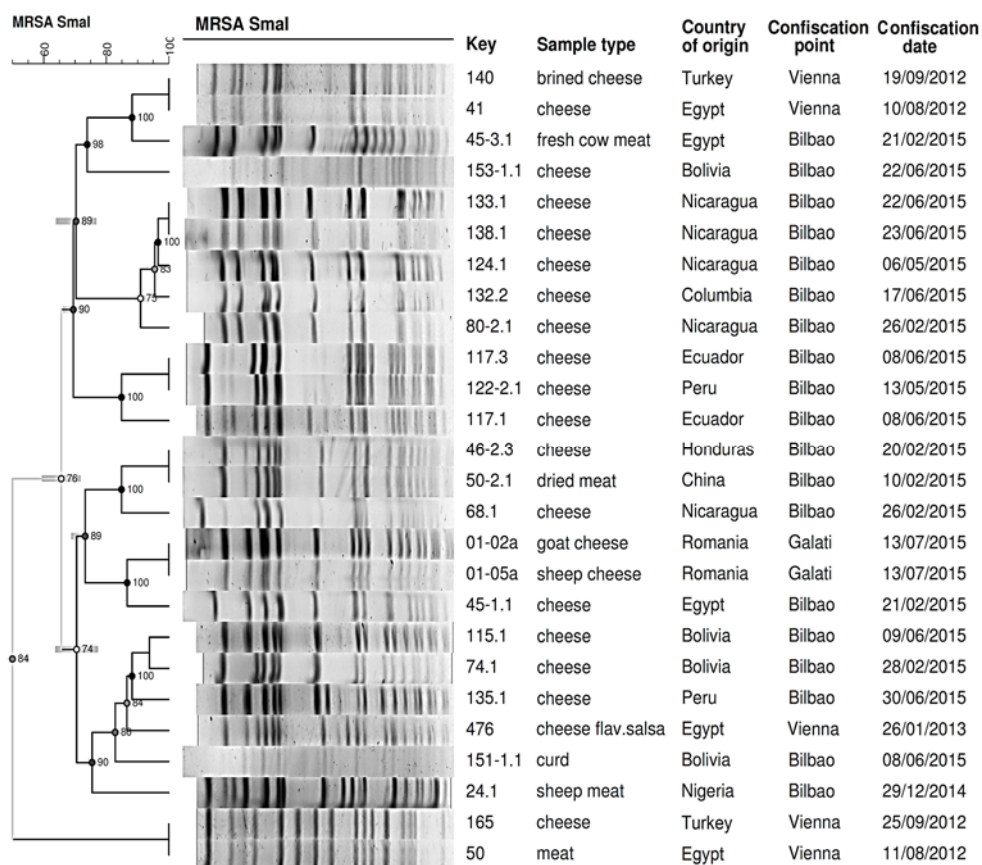 MRSA SmaI
MRSA SmaI
60 80 100
Key Sample type Country of origin Confiscation point Confiscation date
140 brined cheese Turkey Vienna 19/09/2012
41 cheese Egypt Vienna 10/08/2012
100
45-3.1 fresh cow meat Egypt Bilbao 21/02/2015
98
153-1.1 cheese Bolivia Bilbao 22/06/2015
133.1 cheese Nicaragua Bilbao 22/06/2015
89
138.1 cheese Nicaragua Bilbao 23/06/2015
100
124.1 cheese Nicaragua Bilbao 06/05/2015
83
132.2 cheese Columbia Bilbao 17/06/2015
75
80-2.1 cheese Nicaragua Bilbao 26/02/2015
90
117.3 cheese Ecuador Bilbao 08/06/2015
122-2.1 cheese Peru Bilbao 13/05/2015
100
117.1 cheese Ecuador Bilbao 08/06/2015
46-2.3 cheese Honduras Bilbao 20/02/2015
76
50-2.1 dried meat China Bilbao 10/02/2015
100
68.1 cheese Nicaragua Bilbao 26/02/2015
89
01-02a goat cheese Romania Galati 13/07/2015
01-05a sheep cheese Romania Galati 13/07/2015
100
45-1.1 cheese Egypt Bilbao 21/02/2015
115.1 cheese Bolivia Bilbao 09/06/2015
74
84
74.1 cheese Bolivia Bilbao 28/02/2015
100
135.1 cheese Peru Bilbao 30/06/2015
84
476 cheese flav.salsa Egypt Vienna 26/01/2013
151-1.1 curd Bolivia Bilbao 08/06/2015
90
24.1 sheep meat Nigeria Bilbao 29/12/2014
165 cheese Turkey Vienna 25/09/2012
50 meat Egypt Vienna 11/08/2012